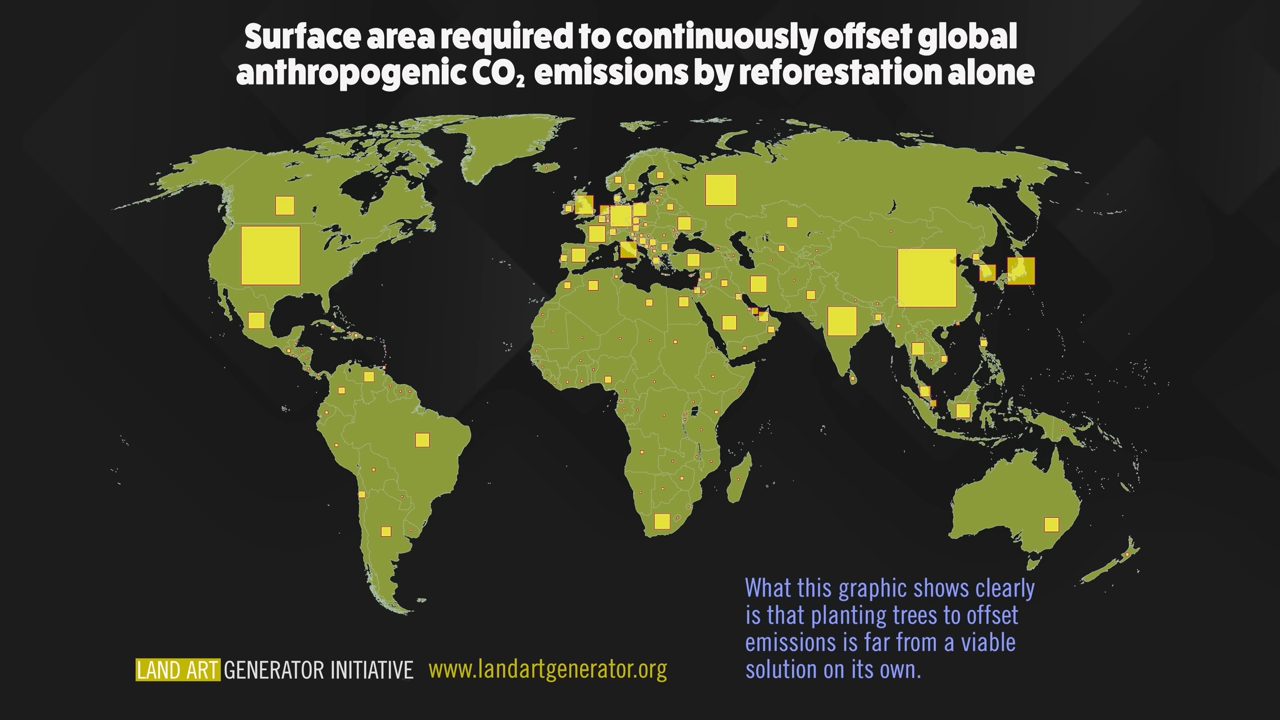 Surface area required to continuously offset global
anthropogenic CO₂ emissions by reforestation alone
What this graphic shows clearly
is that planting trees to offset
emissions is far from a viable
solution on its own.
LAND ART GENERATOR INITIATIVE www.landartgenerator.org